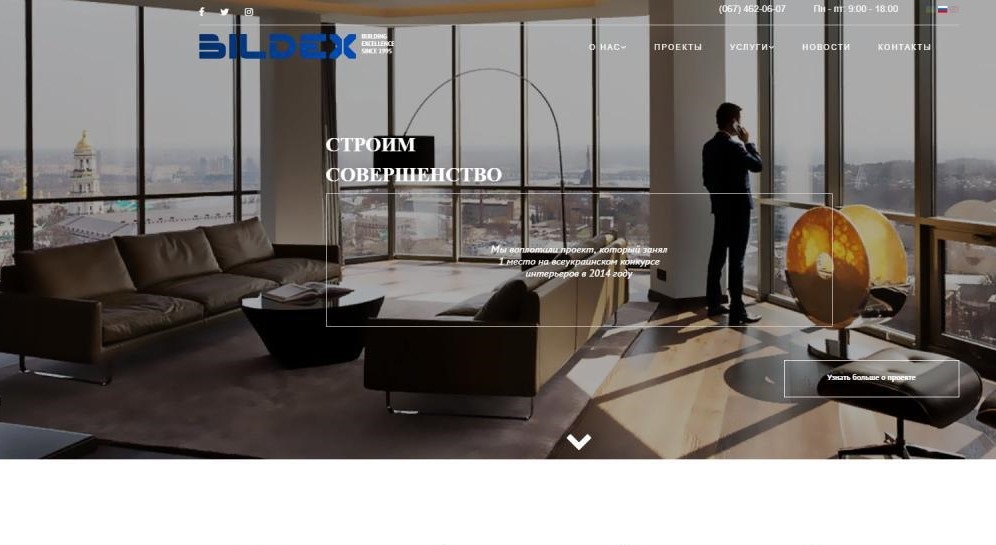 (067) 462-06-07 Пн - пт: 9:00 - 18:00
BILDEX
BUILDING
EXCELLENCE
SINCE 1995
О НАС ПРОЕКТЫ УСЛУГИ НОВОСТИ КОНТАКТЫ
СТРОИМ
СОВЕРШЕНСТВО
Мы воплотили проект, который занял
1 место на всеукраинском конкурсе
интерьеров в 2014 году
Узнать больше о проекте